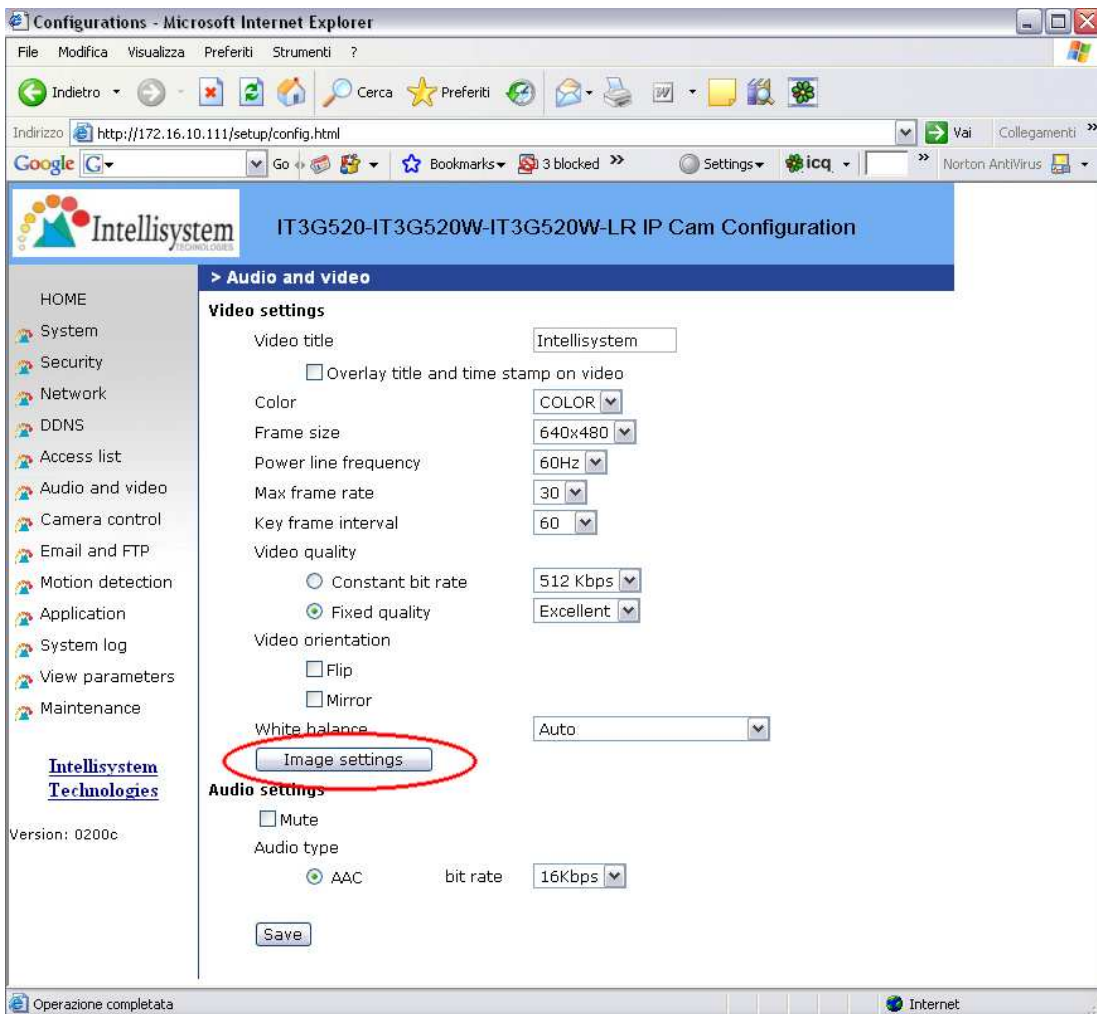 Configurations - Microsoft Internet Explorer
File Modifica Visualizza Preferiti Strumenti ?
Indietro Cerca Preferiti
Indirizzo http://172.16.10.111/setup/config.html Vai Collegamenti »
Google G Go Bookmarks 3 blocked » Settings icq » Norton AntiVirus
Intellisystem
TECHNOLOGIES
IT3G520-IT3G520W-IT3G520W-LR IP Cam Configuration
> Audio and video
HOME
System
Security
Network
DDNS
Access list
Audio and video
Camera control
Email and FTP
Motion detection
Application
System log
View parameters
Maintenance
Intellisystem
Technologies
Version: 0200c
Video settings
Video title Intellisystem
Overlay title and time stamp on video
Color COLOR
Frame size 640x480
Power line frequency 60Hz
Max frame rate 30
Key frame interval 60
Video quality
Constant bit rate 512 Kbps
Fixed quality Excellent
Video orientation
Flip
Mirror
White balance Auto
Image settings
Audio settings
Mute
Audio type
AAC bit rate 16Kbps
Save
Operazione completata Internet